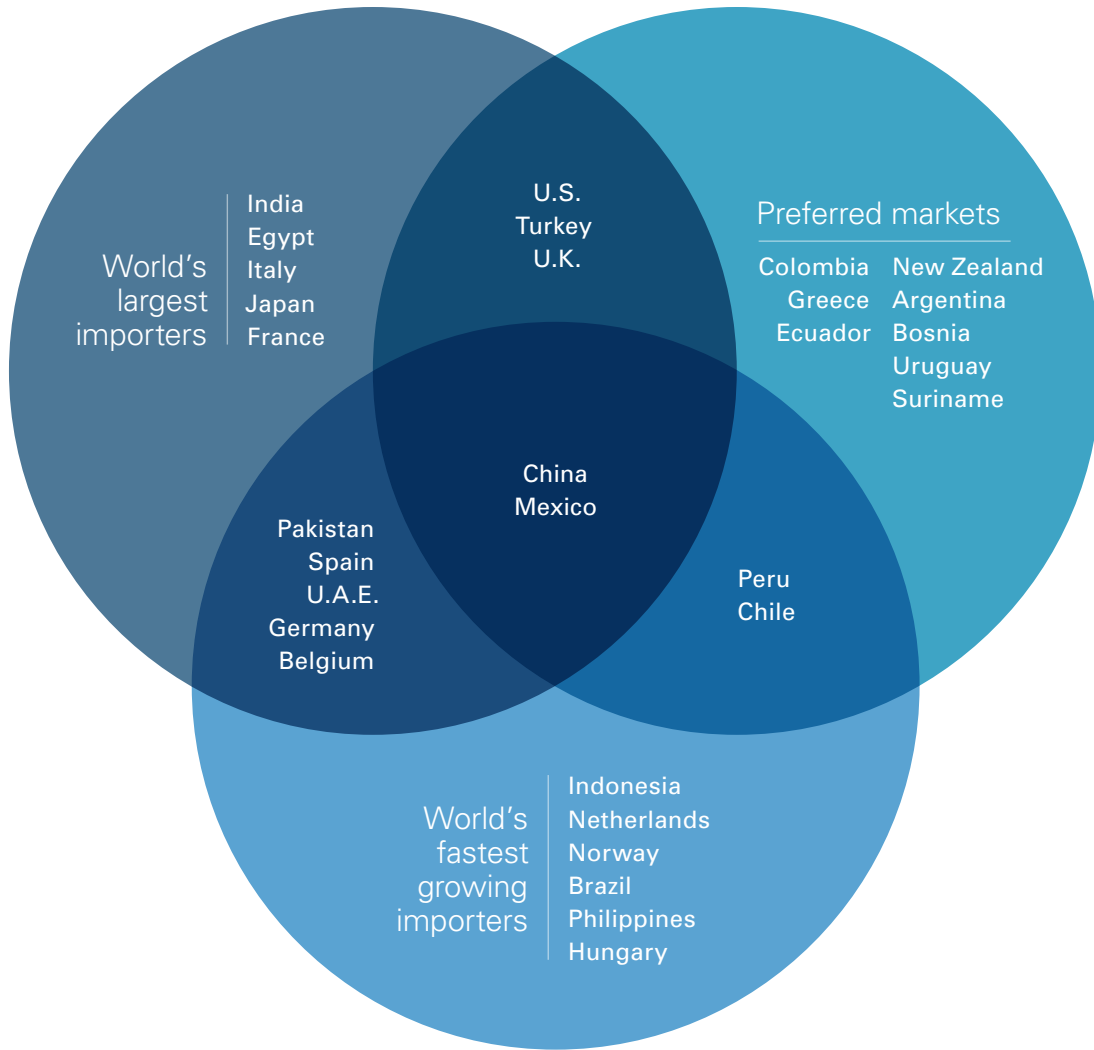 World's
largest
importers
India
Egypt
Italy
Japan
France
U.S.
Turkey
U.K.
Preferred markets
Colombia
Greece
Ecuador
New Zealand
Argentina
Bosnia
Uruguay
Suriname
China
Mexico
Pakistan
Spain
U.A.E.
Germany
Belgium
Peru
Chile
World's
fastest
growing
importers
Indonesia
Netherlands
Norway
Brazil
Philippines
Hungary